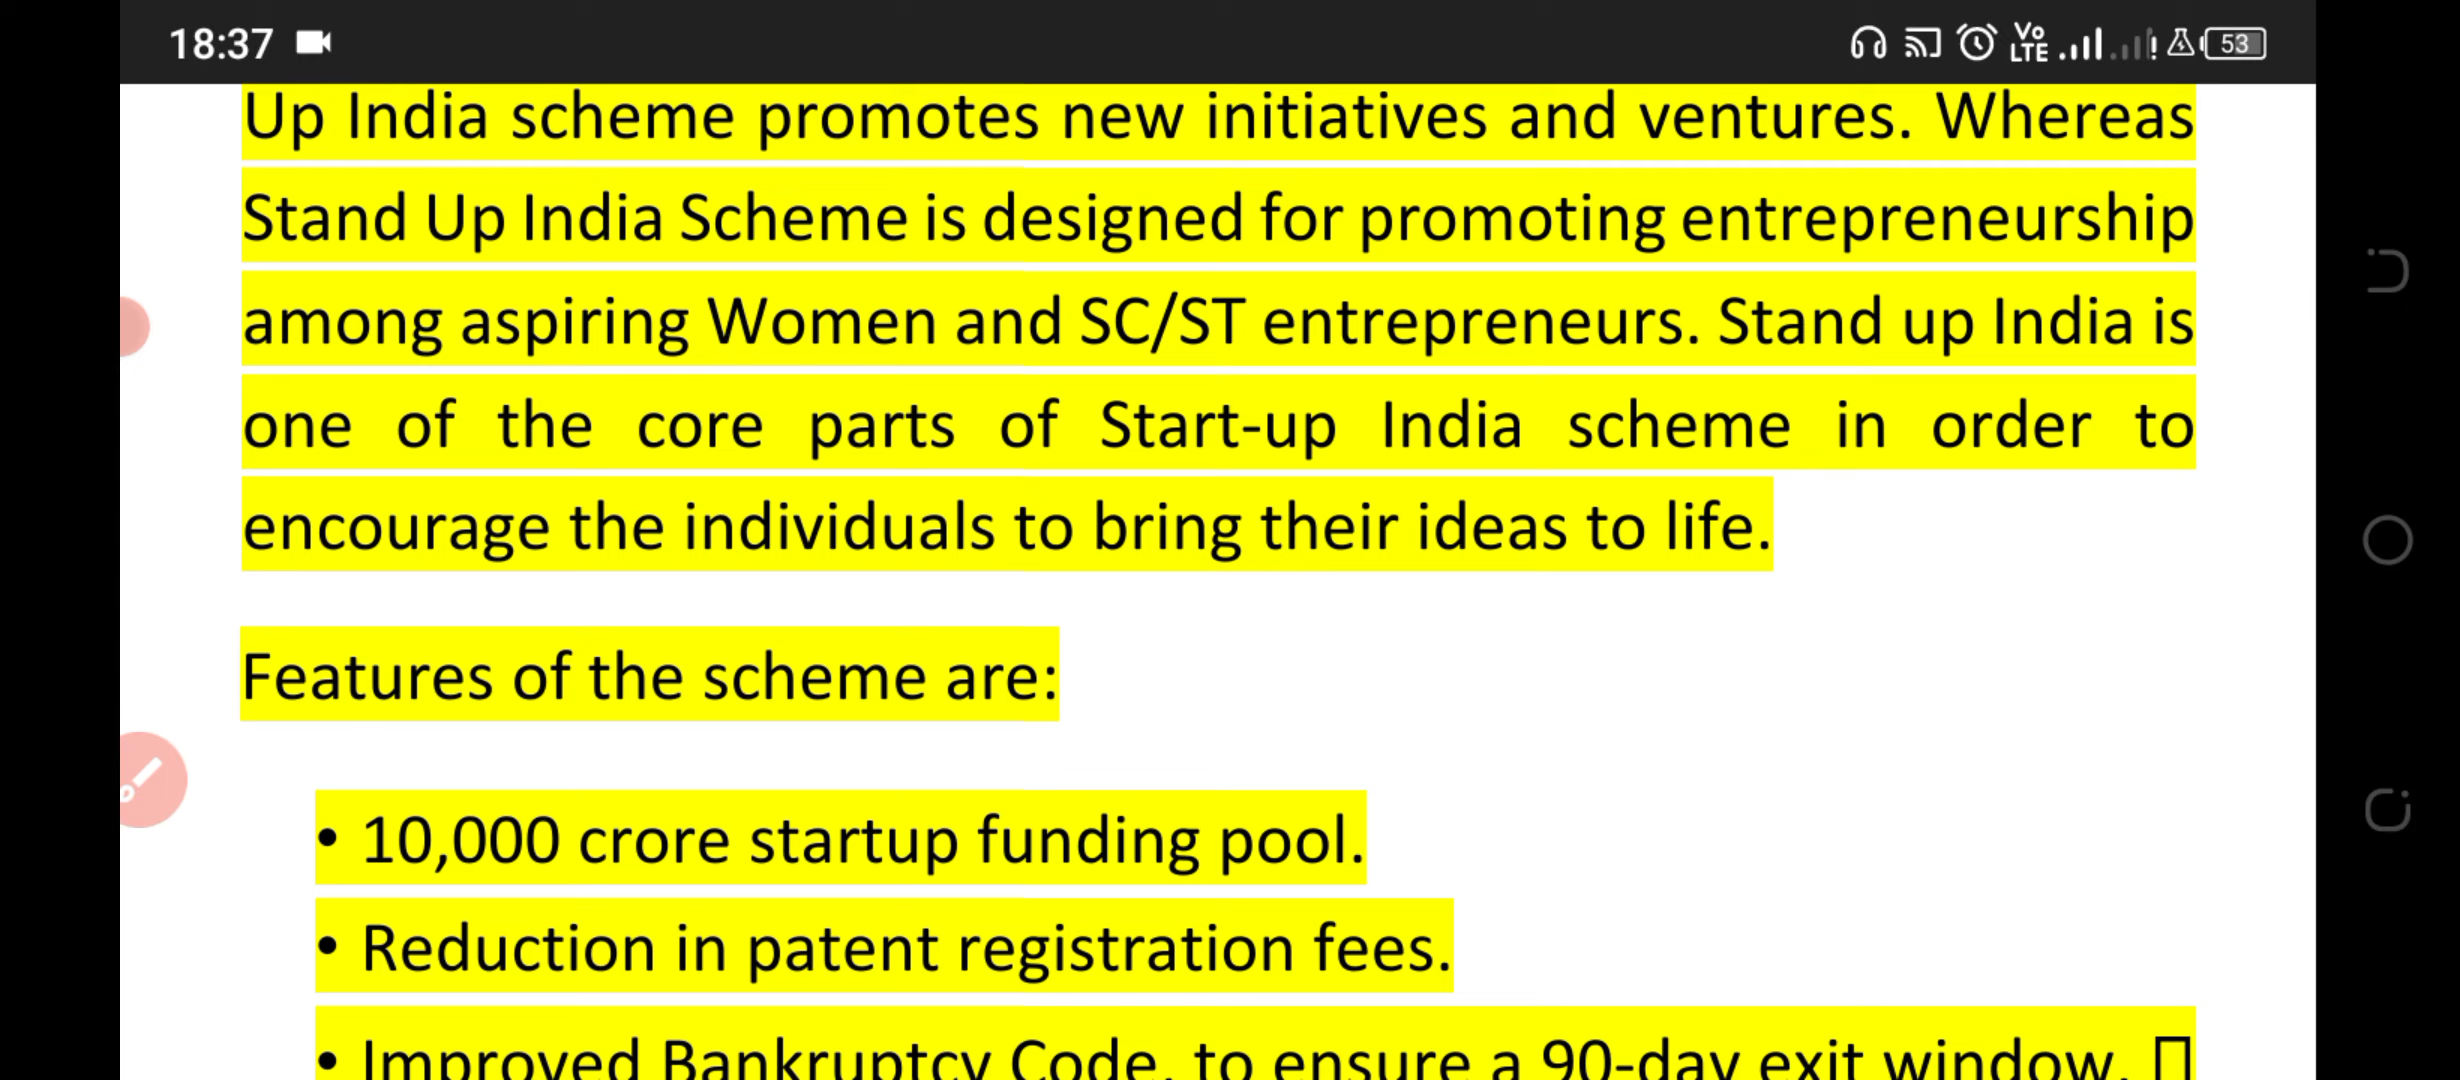 18:37
Vo LTE
53
Up India scheme promotes new initiatives and ventures. Whereas
Stand Up India Scheme is designed for promoting entrepreneurship
among aspiring Women and SC/ST entrepreneurs. Stand up India is
one of the core parts of Start-up India scheme in order to
encourage the individuals to bring their ideas to life.
Features of the scheme are:
• 10,000 crore startup funding pool.
• Reduction in patent registration fees.
• Improved Bankruptcy Code, to ensure a 90-day exit window.